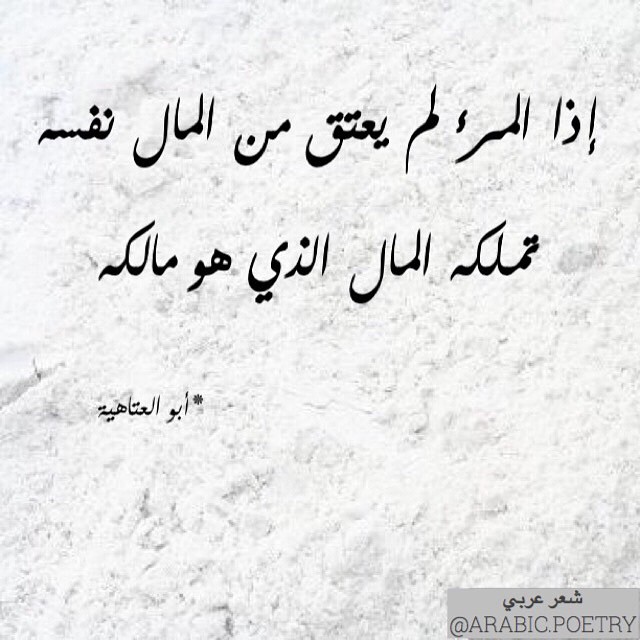 إذا المرء لم يعتق من المال نفسه
تملكه المال الذي هو مالكه
*أبو العتاهية
شعر عربي
@ARABIC.POETRY